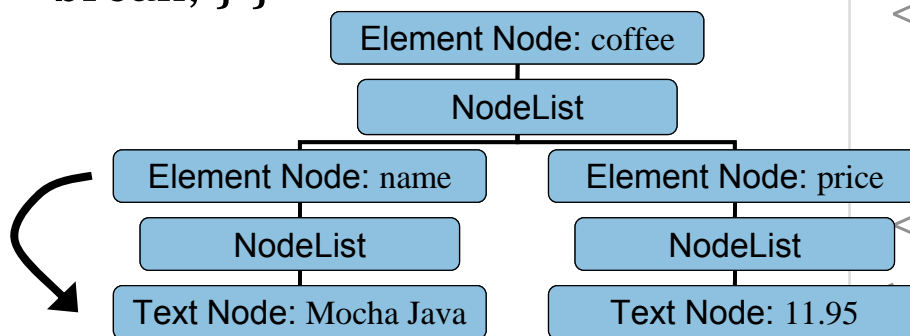 Element Node: coffee
NodeList
Element Node: name Element Node: price
NodeList NodeList
Text Node: Mocha Java Text Node: 11.95